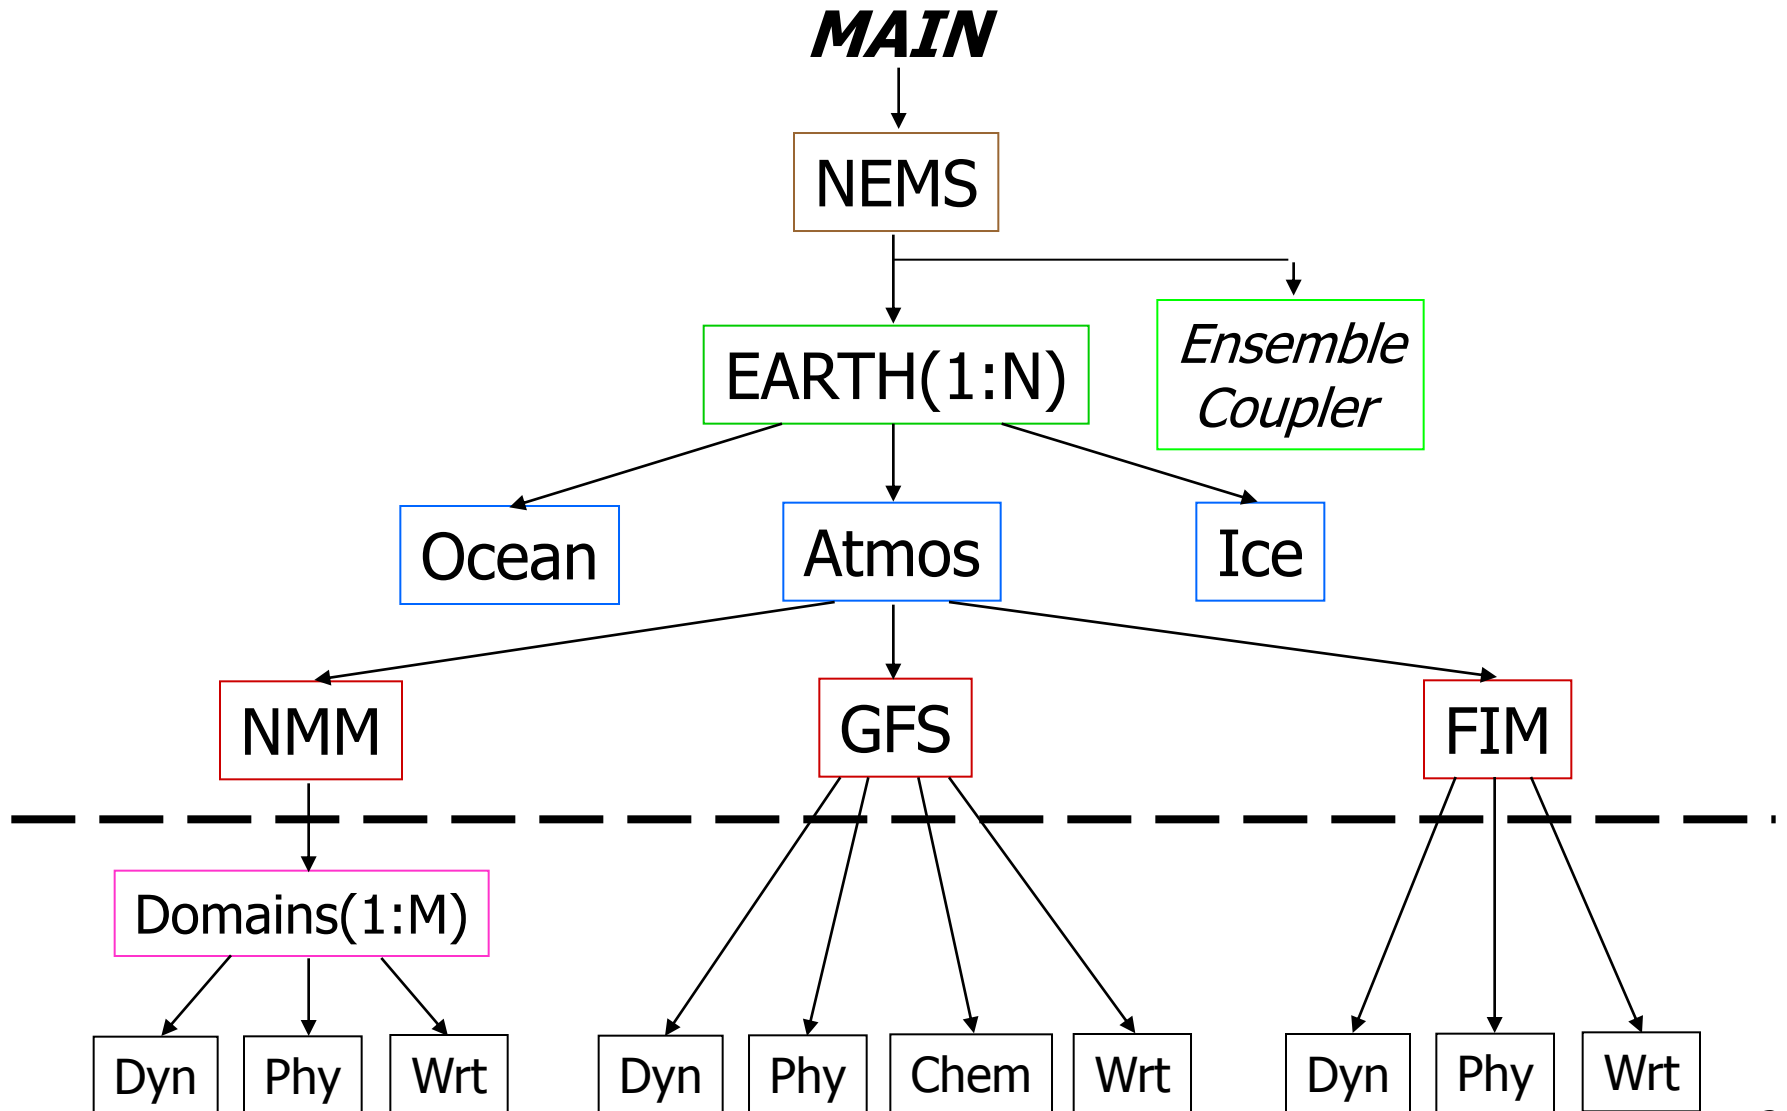 MAIN
NEMS
EARTH(1:N)
Ensemble
Coupler
Ocean
Atmos
Ice
NMM
GFS
FIM
Domains(1:M)
Dyn
Phy
Wrt
Dyn
Phy
Chem
Wrt
Dyn
Phy
Wrt